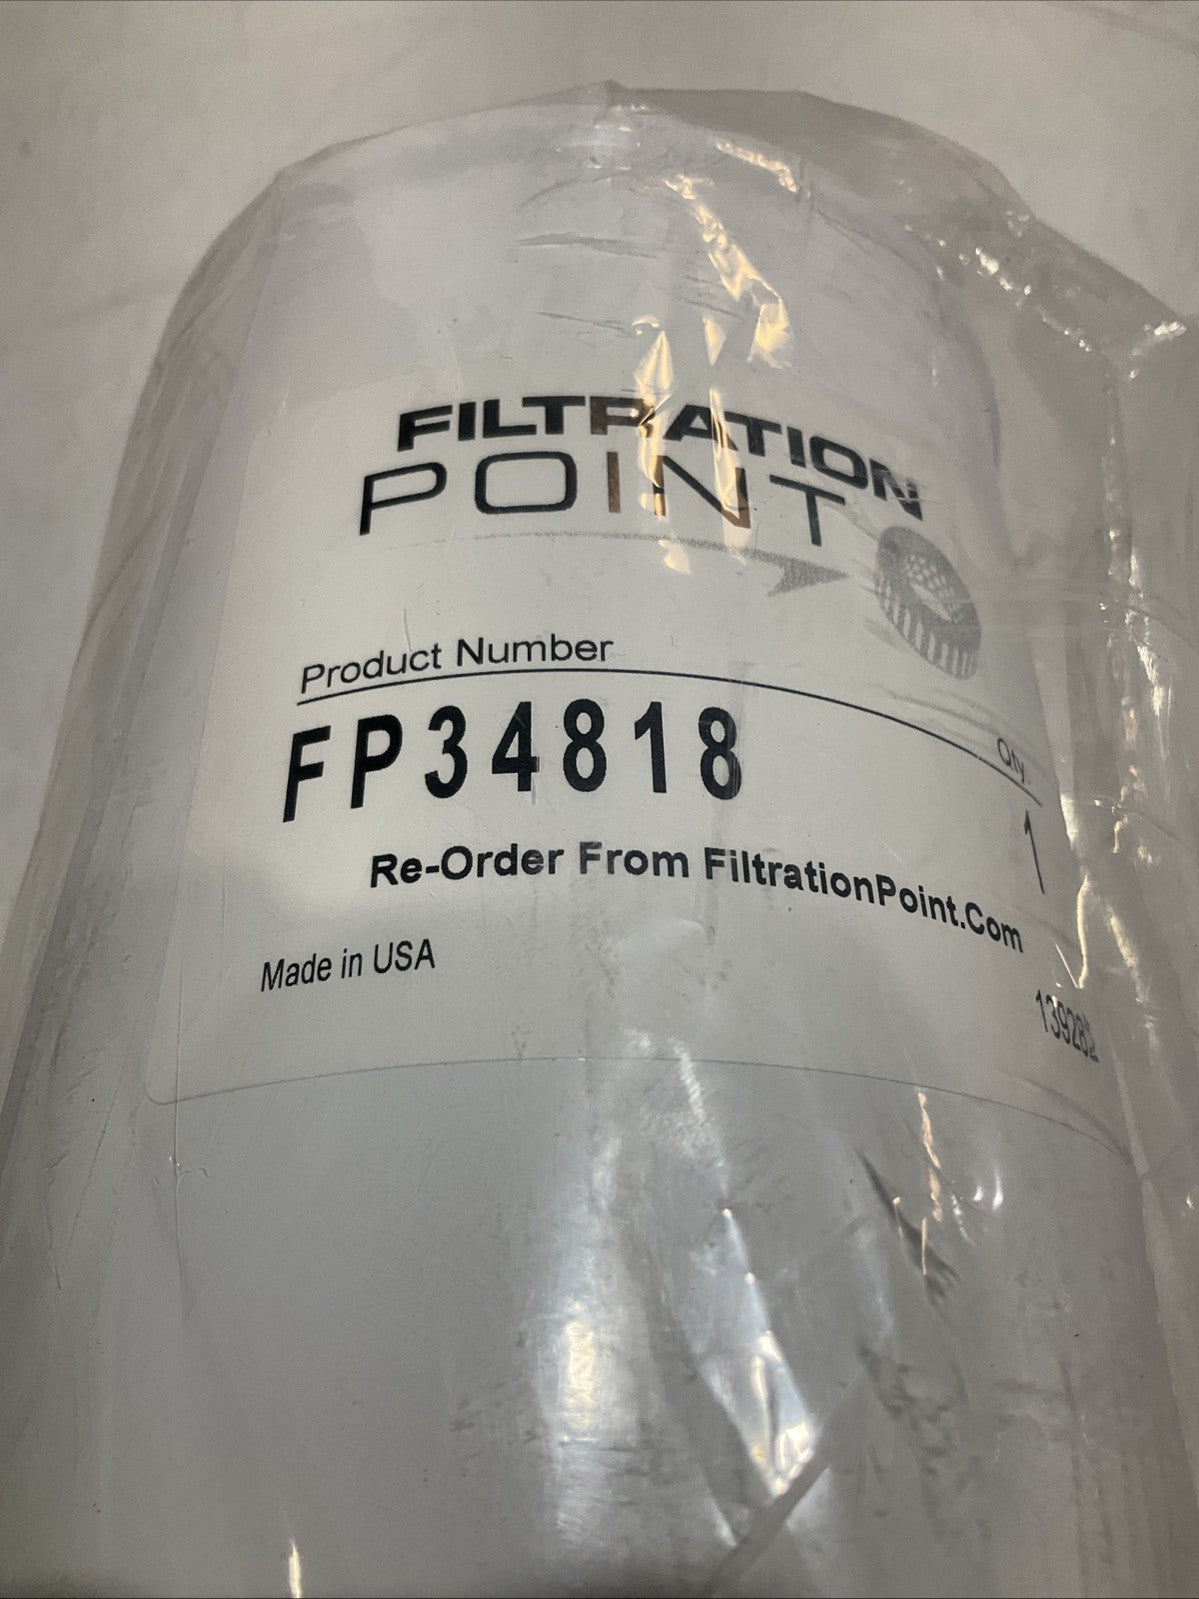 FILTRATION
POINT
Product Number
Qty
FP34818
1
Re-Order From FiltrationPoint.Com
Made in USA